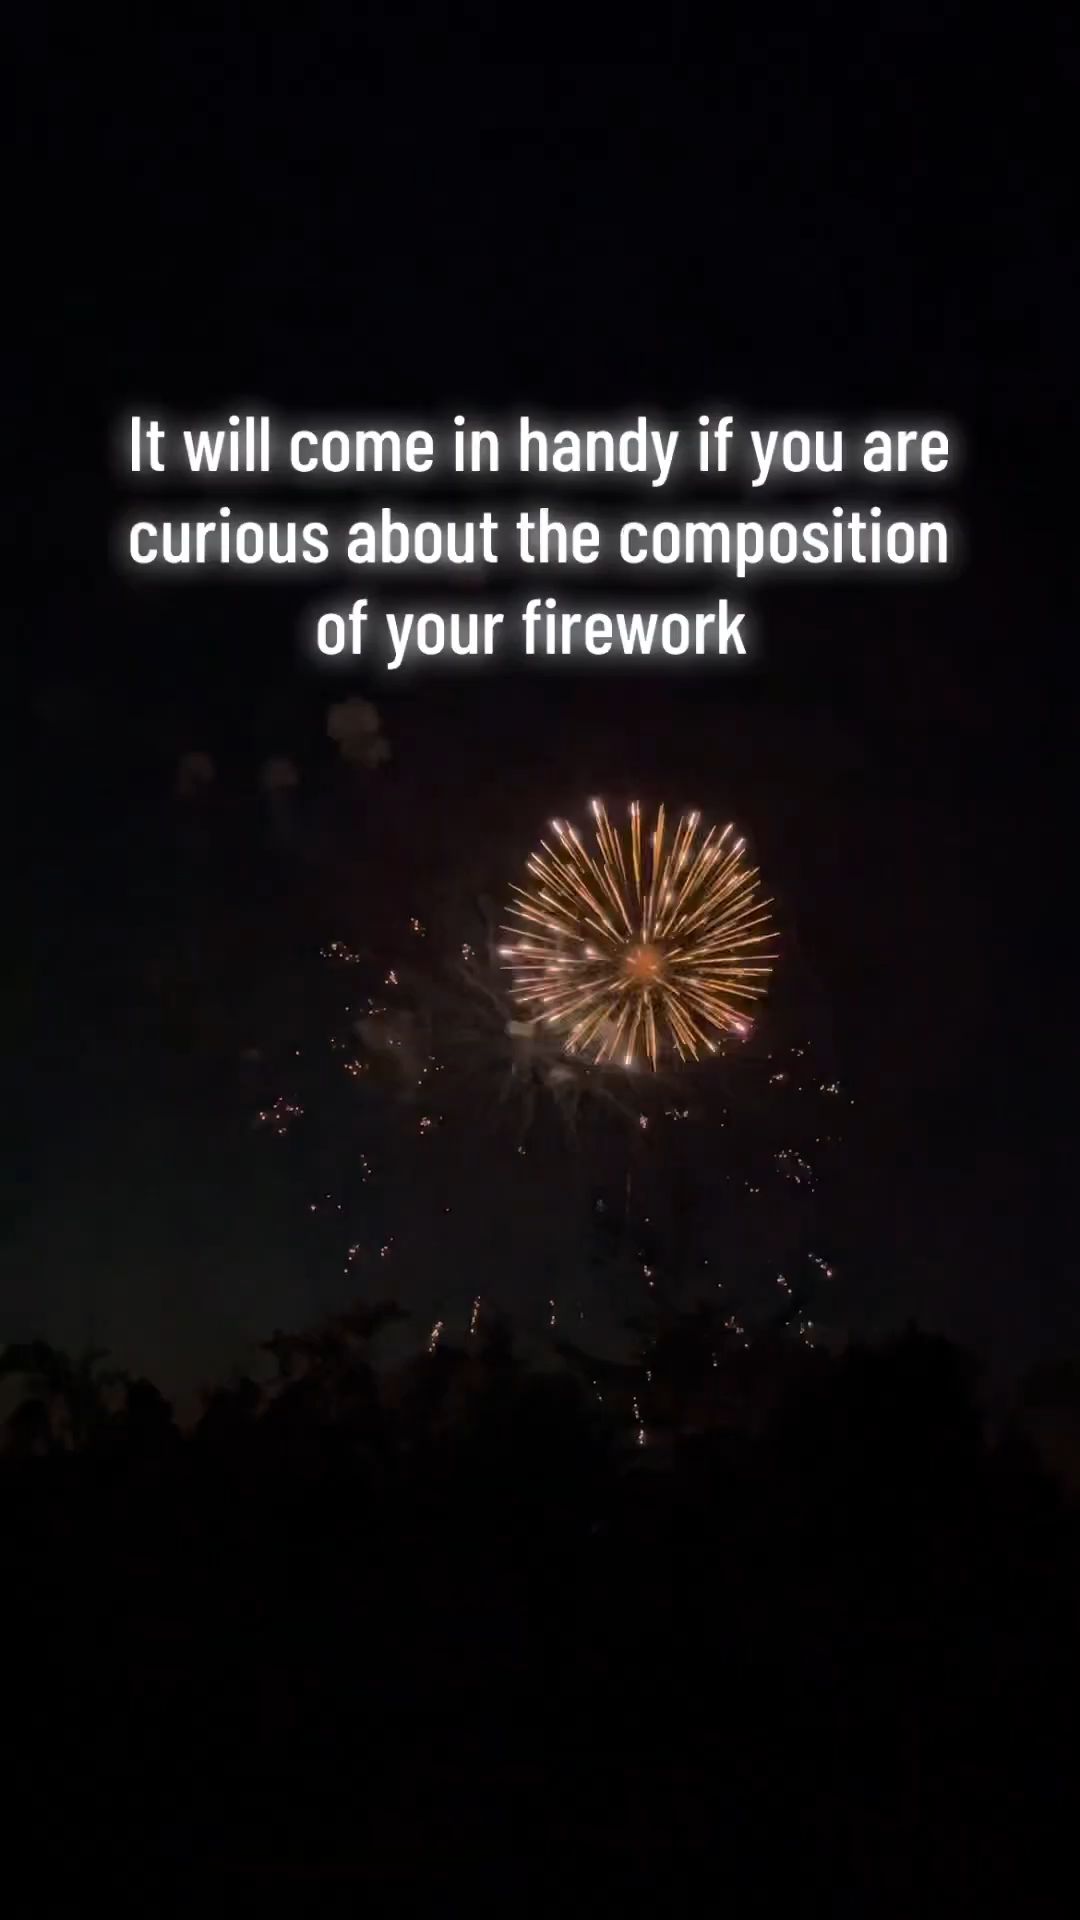 It will come in handy if you are
curious about the composition
of your firework